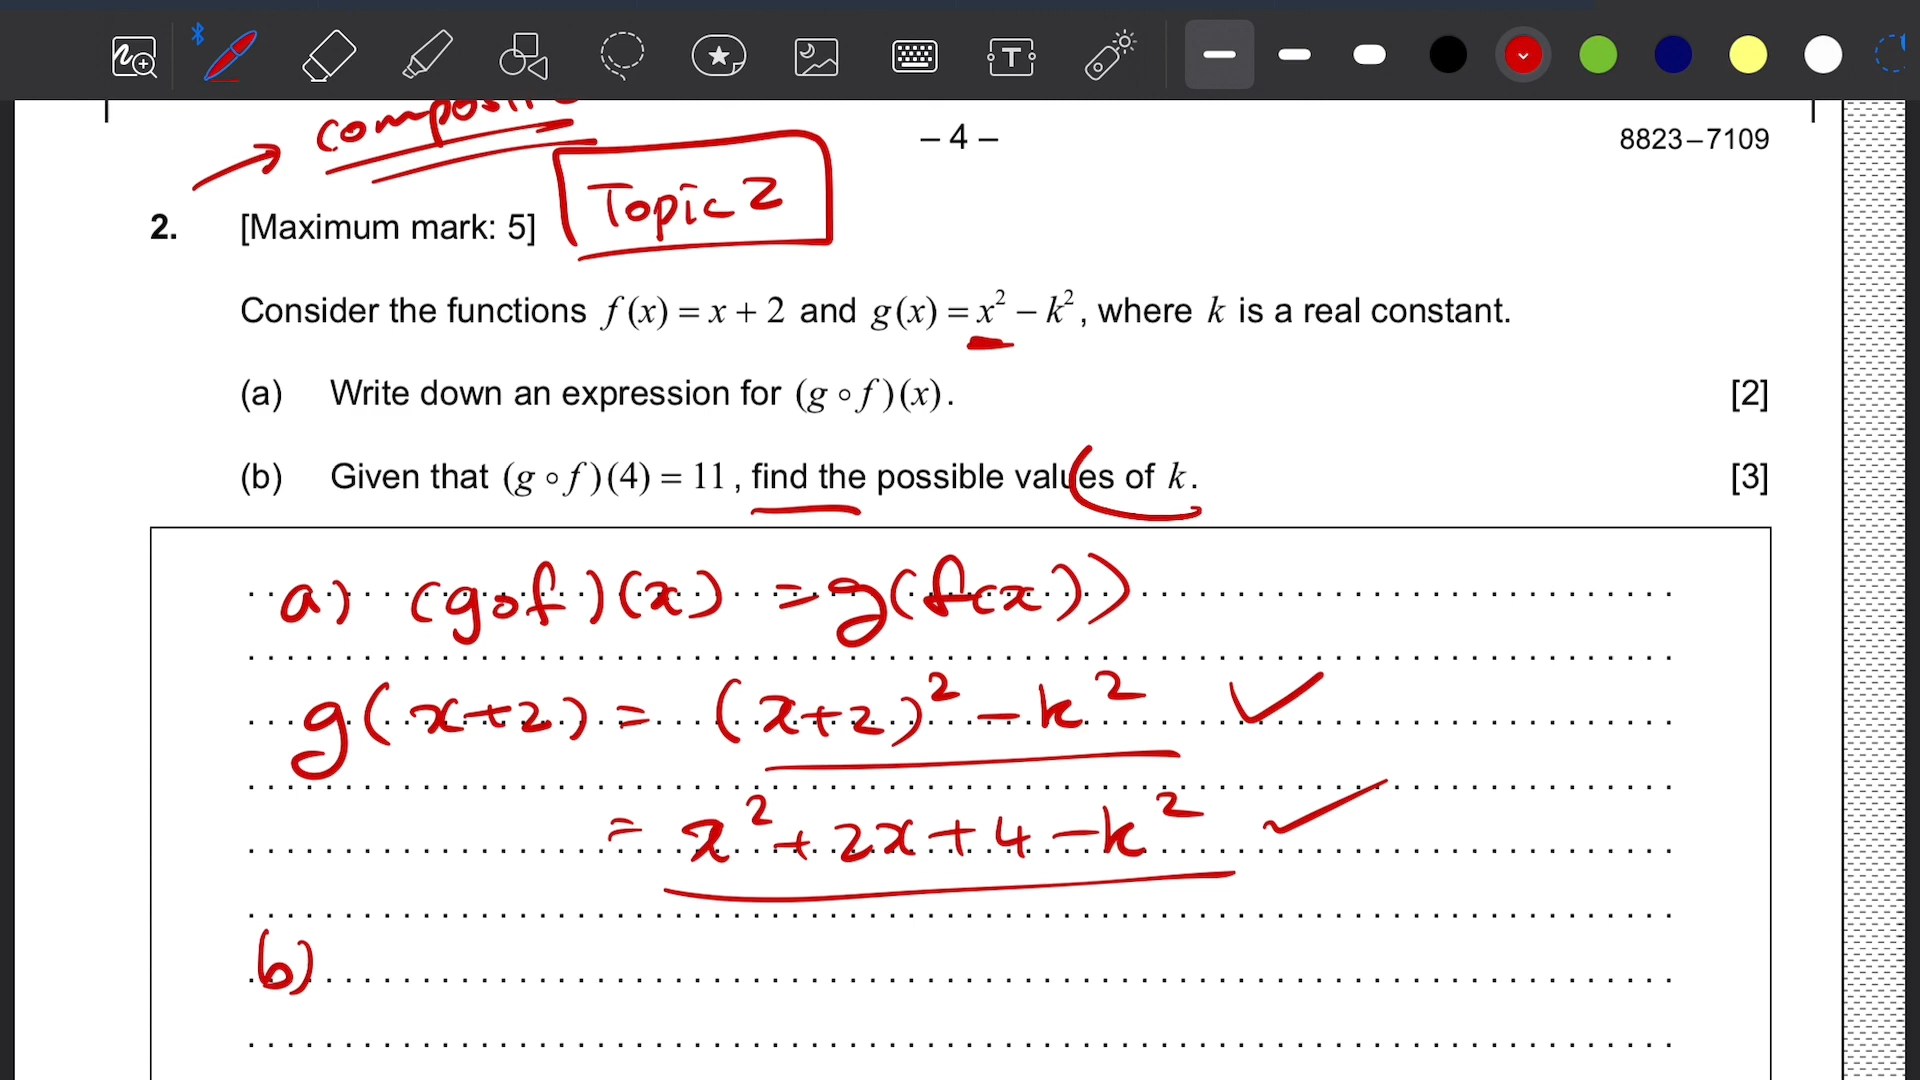 composite
– 4 –
8823–7109
Topic 2
2. [Maximum mark: 5]
Consider the functions f(x) = x + 2 and g(x) = x² − k², where k is a real constant.
(a) Write down an expression for (g ∘ f)(x). [2]
(b) Given that (g ∘ f)(4) = 11, find the possible values of k. [3]
a) (gof)(x) = g(f(x))
g(x+2) = (x+2)² − k²
= x² + 2x + 4 − k²
b)